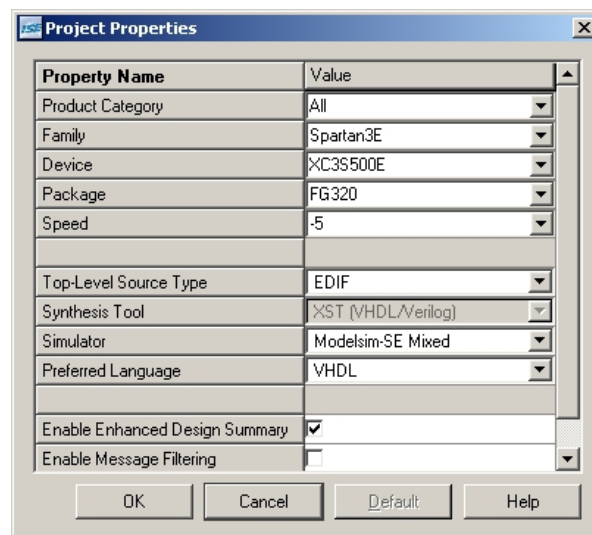 ISE Project Properties
Property Name Value
Product Category All
Family Spartan3E
Device XC3S500E
Package FG320
Speed -5
Top-Level Source Type EDIF
Synthesis Tool XST (VHDL/Verilog)
Simulator Modelsim-SE Mixed
Preferred Language VHDL
Enable Enhanced Design Summary
Enable Message Filtering
OK Cancel Default Help